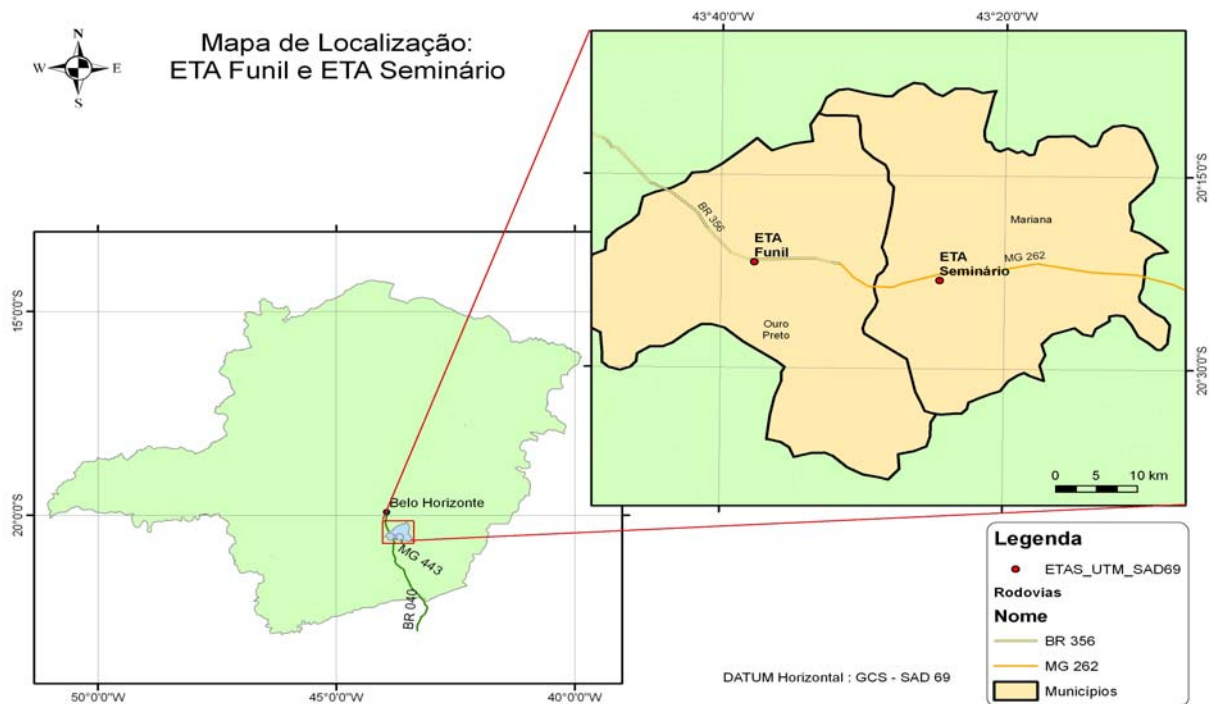 N
W
E
S
Mapa de Localização:
ETA Funil e ETA Seminário
43°40'0"W
43°20'0"W
20°15'0"S
20°30'0"S
BR 356
ETA
Funil
Mariana
ETA
Seminário
MG 262
Ouro
Preto
0 5 10 km
15°0'0"S
20°0'0"S
Belo Horizonte
MG 443
BR 040
50°0'0"W
45°0'0"W
40°0'0"W
DATUM Horizontal : GCS - SAD 69
Legenda
ETAS_UTM_SAD69
Rodovias
Nome
BR 356
MG 262
Municípios